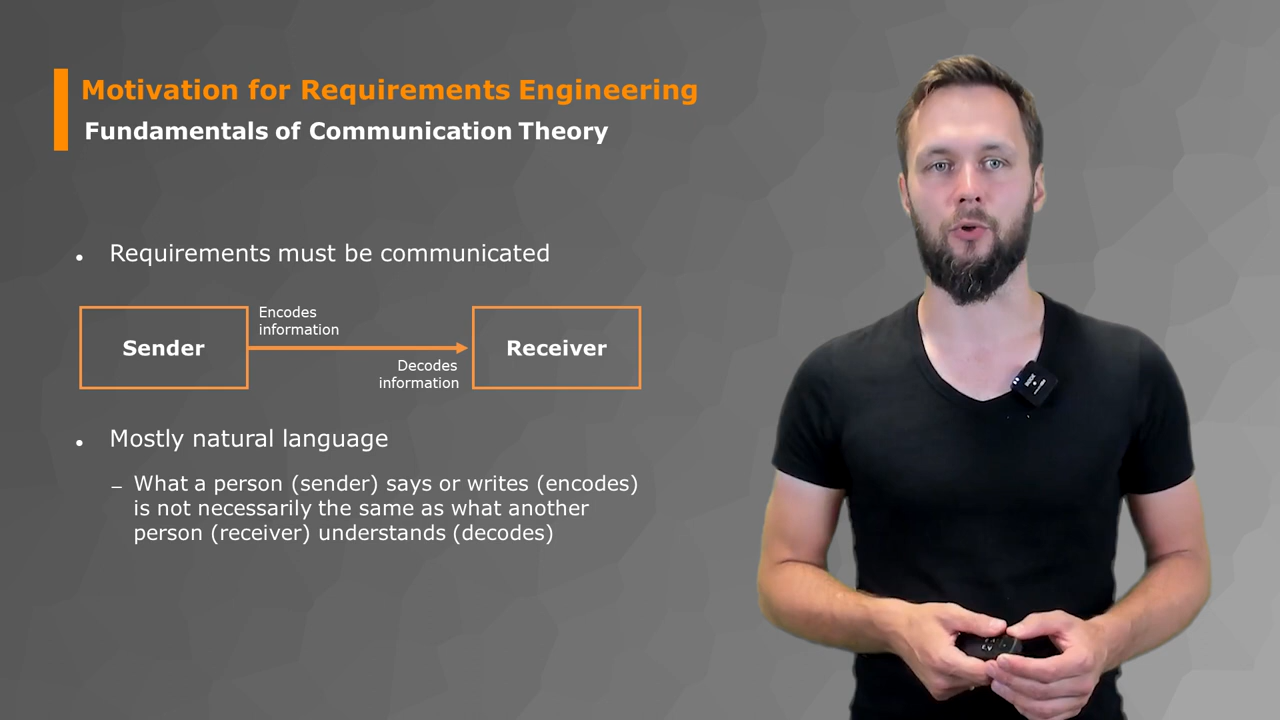 Motivation for Requirements Engineering
Fundamentals of Communication Theory
• Requirements must be communicated
Encodes
information
Sender
Receiver
Decodes
information
• Mostly natural language
– What a person (sender) says or writes (encodes)
is not necessarily the same as what another
person (receiver) understands (decodes)